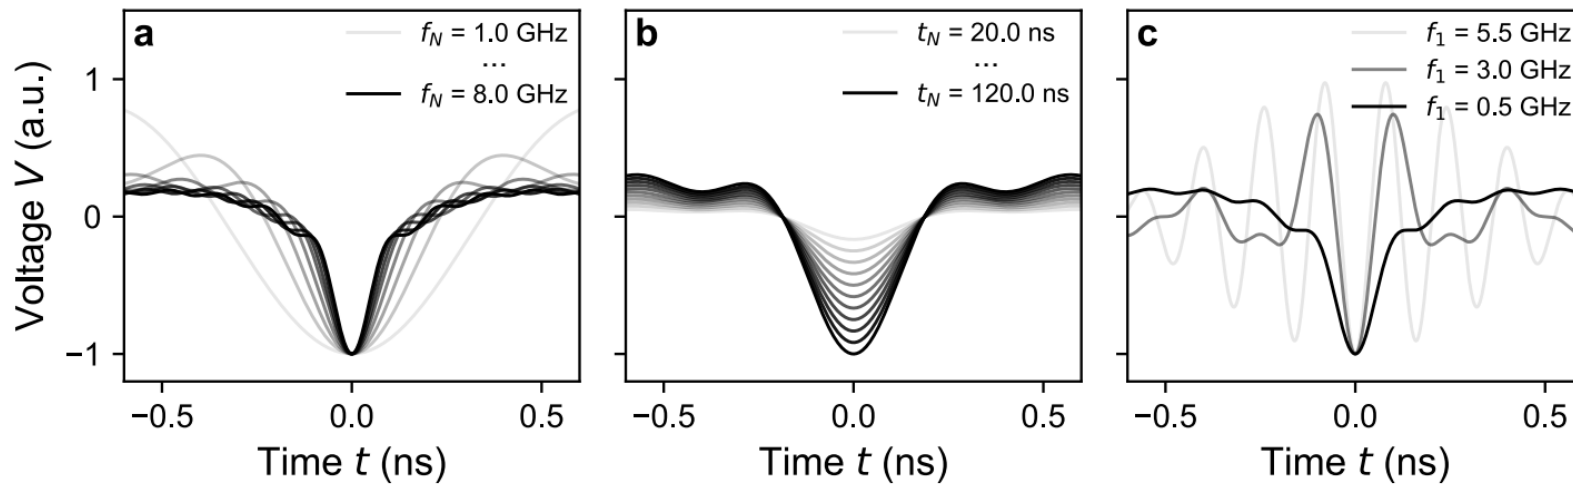 a
f_N = 1.0 GHz
...
f_N = 8.0 GHz
Voltage V (a.u.)
1
0
−1
−0.5
0.0
0.5
Time t (ns)
b
t_N = 20.0 ns
...
t_N = 120.0 ns
−0.5
0.0
0.5
Time t (ns)
c
f_1 = 5.5 GHz
f_1 = 3.0 GHz
f_1 = 0.5 GHz
−0.5
0.0
0.5
Time t (ns)